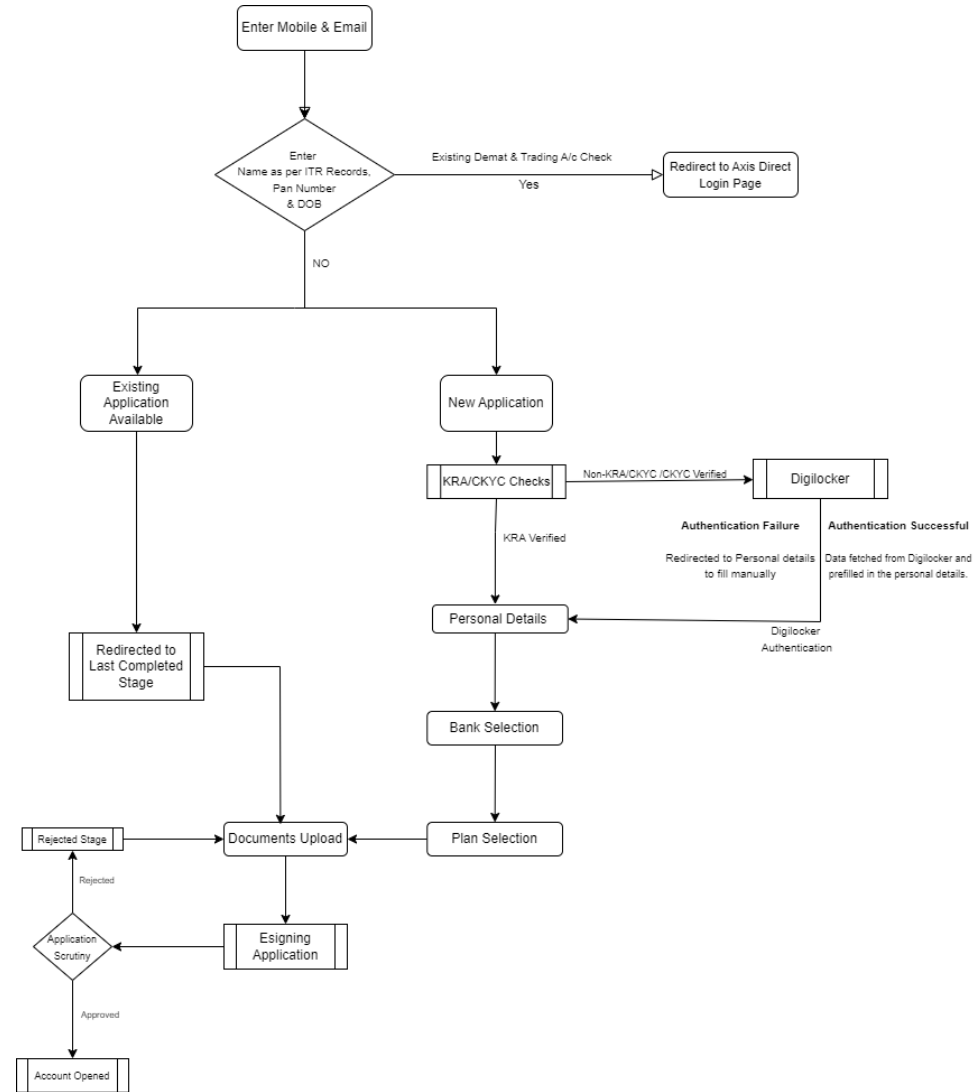 Enter Mobile & Email
Enter
Name as per ITR Records,
Pan Number
& DOB
Existing Demat & Trading A/c Check
Yes
Redirect to Axis Direct
Login Page
NO
Existing
Application
Available
New Application
KRA/CKYC Checks
Non-KRA/CKYC /CKYC Verified
Digilocker
KRA Verified
Authentication Failure
Redirected to Personal details
to fill manually
Authentication Successful
Data fetched from Digilocker and
prefilled in the personal details.
Personal Details
Digilocker
Authentication
Redirected to
Last Completed
Stage
Bank Selection
Rejected Stage
Documents Upload
Plan Selection
Rejected
Application
Scrutiny
Esigning
Application
Approved
Account Opened